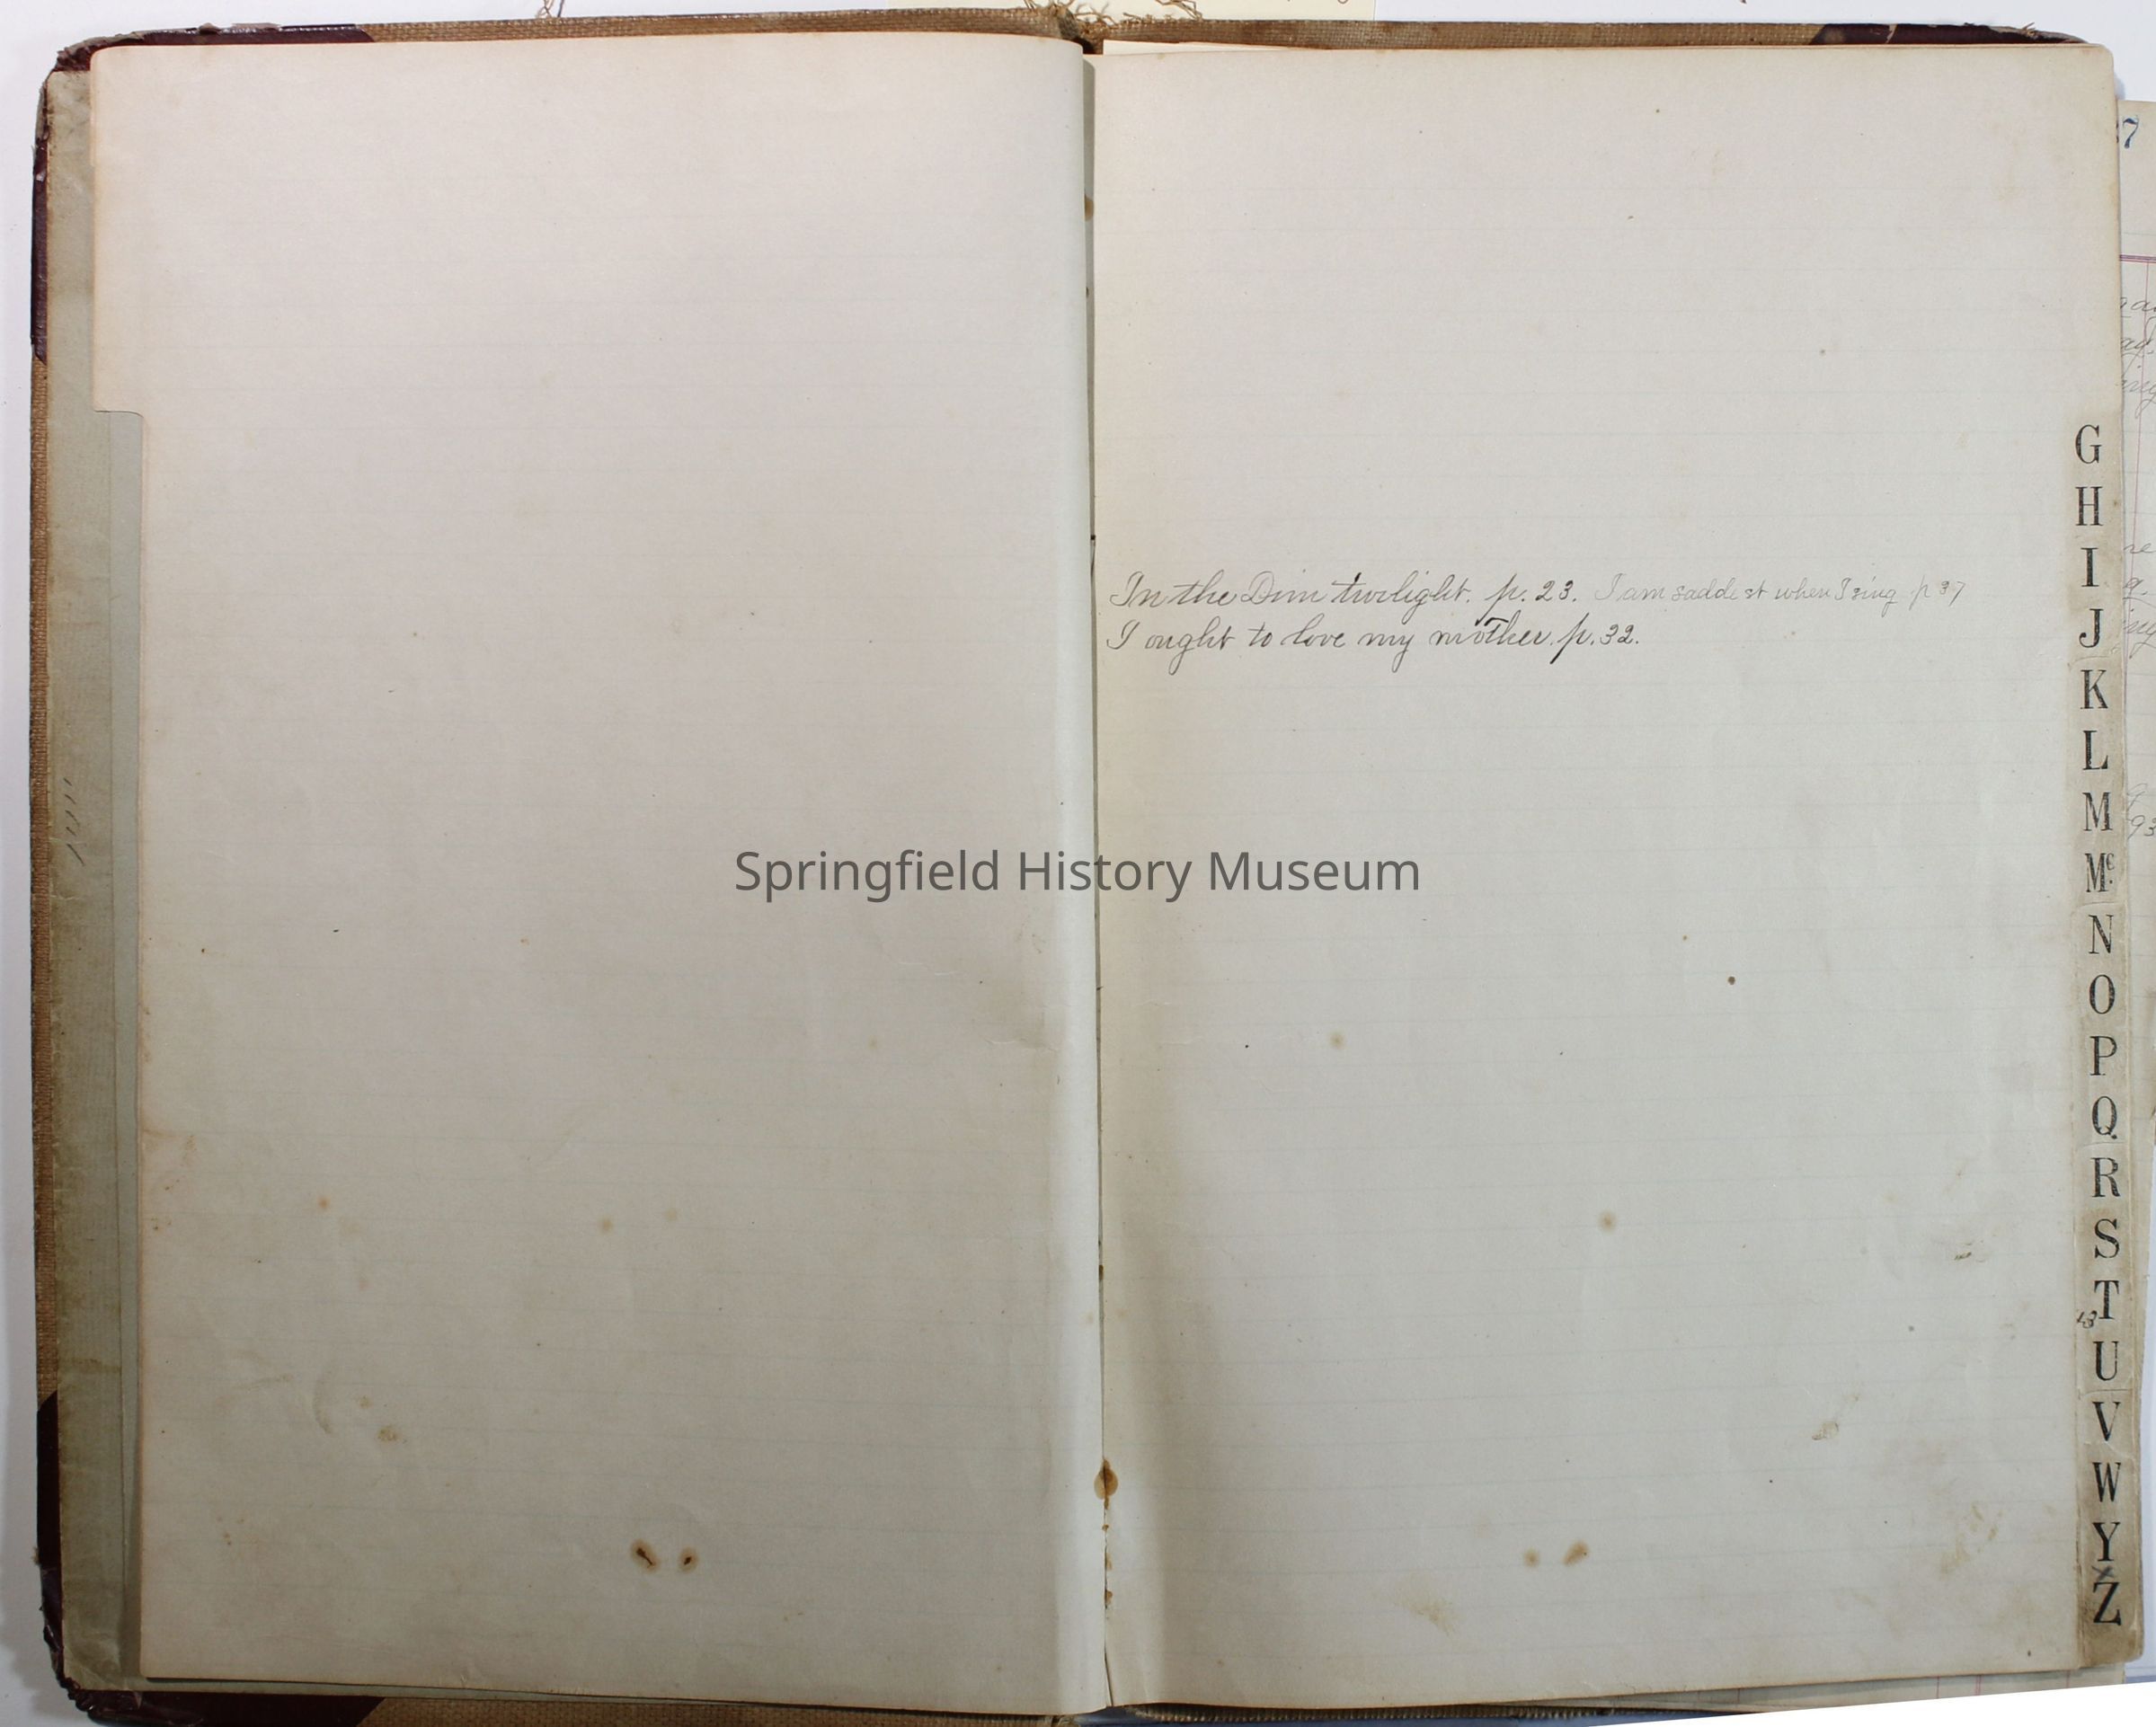 7
G
H
I
In the Dim twilight. p. 23. I am saddest when I sing p 37
I ought to love my mother. p. 32.
J
K
L
M
Mc
Springfield History Museum
N
O
P
Q
R
S
T
U
V
W
Y
Z